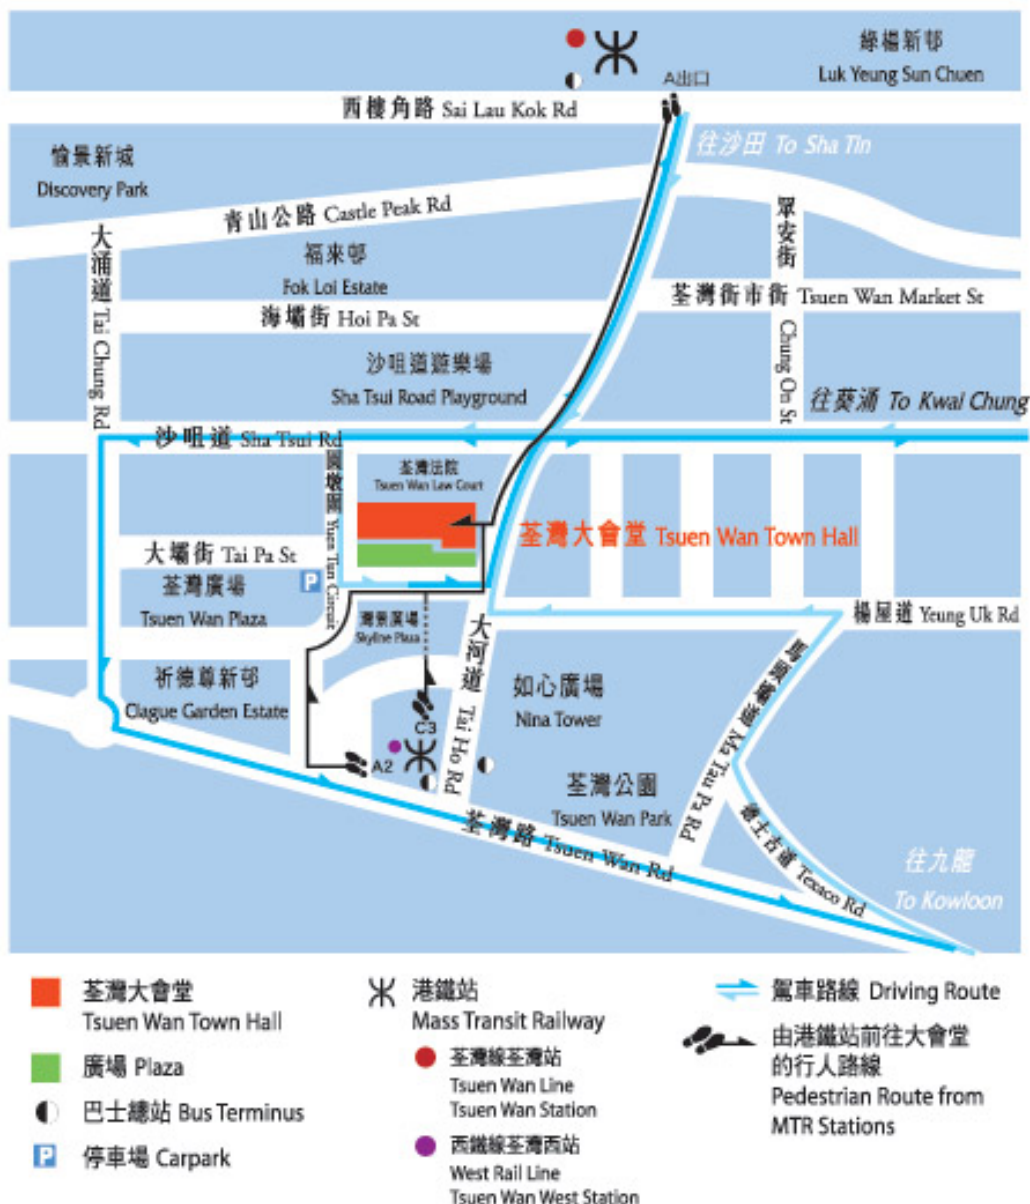 綠楊新邨
Luk Yeung Sun Chuen
A出口
西樓角路 Sai Lau Kok Rd
往沙田 To Sha Tin
愉景新城
Discovery Park
眾安街 Chung On St
青山公路 Castle Peak Rd
大涌道 Tai Chung Rd
福來邨
Fok Loi Estate
荃灣街市街 Tsuen Wan Market St
海壩街 Hoi Pa St
沙咀道遊樂場
Sha Tsui Road Playground
往葵涌 To Kwai Chung
沙咀道 Sha Tsui Rd
荃灣法院
Tsuen Wan Law Court
圓墩圍 Yuen Tun Circuit
荃灣大會堂 Tsuen Wan Town Hall
大壩街 Tai Pa St
P
荃灣廣場
Tsuen Wan Plaza
灣景廣場
Skyline Plaza
大河道 Tai Ho Rd
楊屋道 Yeung Uk Rd
馬頭壩道 Ma Tau Pa Rd
祈德尊新邨
Clague Garden Estate
如心廣場
Nina Tower
C3
A2
荃灣公園
Tsuen Wan Park
荃灣路 Tsuen Wan Rd
德士古道 Texaco Rd
往九龍
To Kowloon
荃灣大會堂
Tsuen Wan Town Hall
廣場 Plaza
巴士總站 Bus Terminus
P 停車場 Carpark
港鐵站
Mass Transit Railway
荃灣線荃灣站
Tsuen Wan Line
Tsuen Wan Station
西鐵線荃灣西站
West Rail Line
Tsuen Wan West Station
駕車路線 Driving Route
由港鐵站前往大會堂
的行人路線
Pedestrian Route from
MTR Stations